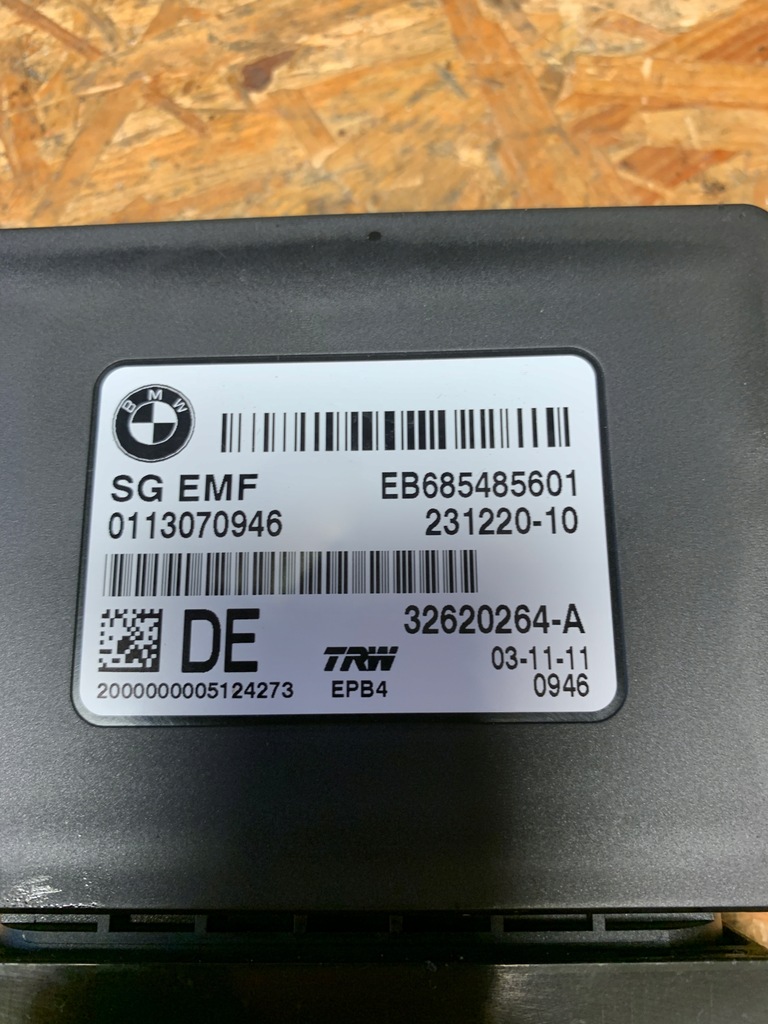 BMW
SG EMF EB685485601
0113070946 231220-10
32620264-A
DE TRW 03-11-11
2000000005124273 EPB4 0946